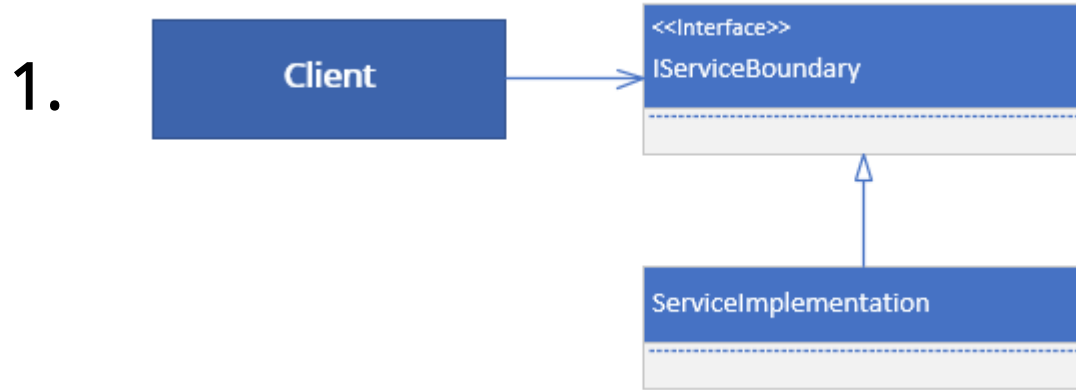 1.
Client
<<Interface>>
IServiceBoundary
ServiceImplementation